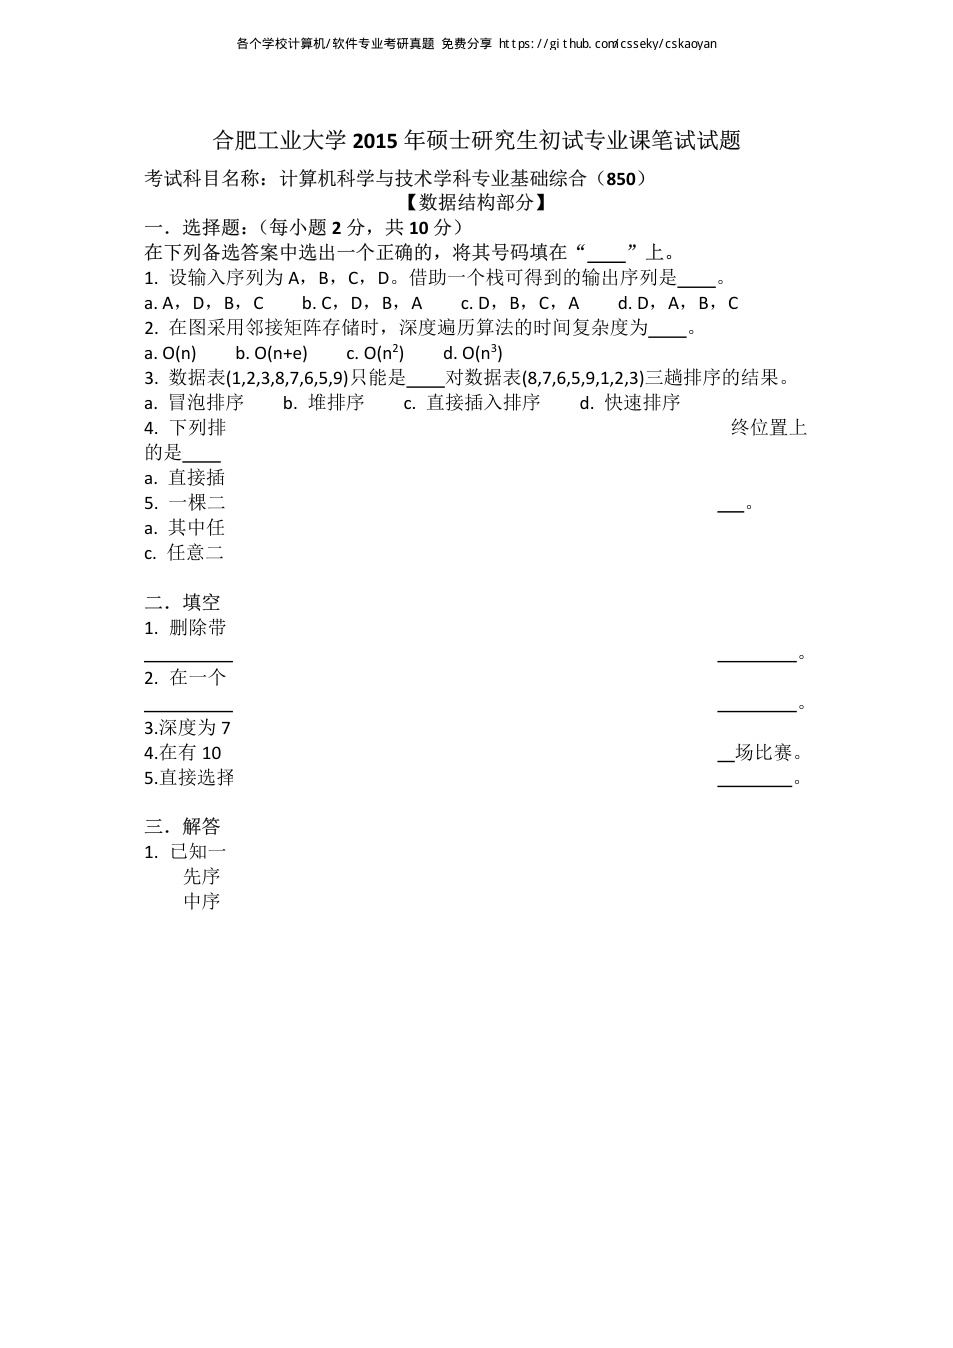 各个学校计算机/软件专业考研真题 免费分享 https://github.com/csseky/cskaoyan
合肥工业大学 2015 年硕士研究生初试专业课笔试试题
考试科目名称：计算机科学与技术学科专业基础综合（850）
【数据结构部分】
一．选择题：（每小题 2 分，共 10 分）
在下列备选答案中选出一个正确的，将其号码填在“____”上。
1. 设输入序列为 A，B，C，D。借助一个栈可得到的输出序列是____。
a. A，D，B，C b. C，D，B，A c. D，B，C，A d. D，A，B，C
2. 在图采用邻接矩阵存储时，深度遍历算法的时间复杂度为____。
a. O(n) b. O(n+e) c. O(n²) d. O(n³)
3. 数据表(1,2,3,8,7,6,5,9)只能是____对数据表(8,7,6,5,9,1,2,3)三趟排序的结果。
a. 冒泡排序 b. 堆排序 c. 直接插入排序 d. 快速排序
4. 下列排 终位置上
的是____
a. 直接插
5. 一棵二 ___。
a. 其中任
c. 任意二
二．填空
1. 删除带
_________ ________。
2. 在一个
_________ ________。
3.深度为 7
4.在有 10 __场比赛。
5.直接选择 ________。
三．解答
1. 已知一
先序
中序